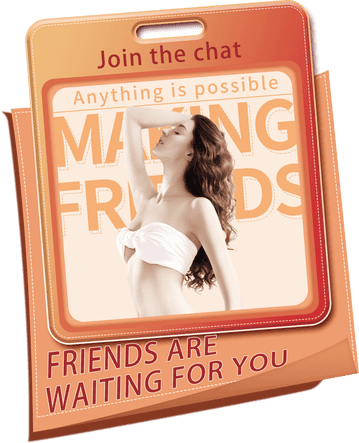 Join the chat
Anything is possible
MAKING
FRIENDS
FRIENDS ARE
WAITING FOR YOU